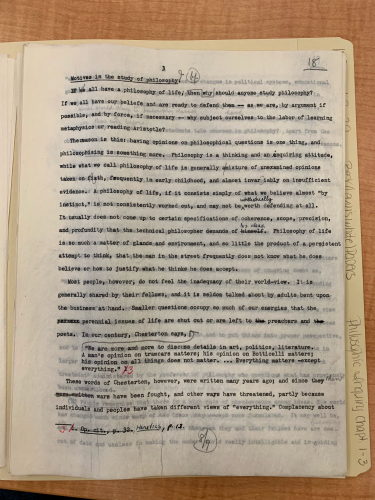 3
18
Motives in the study of philosophy.
If we all have a philosophy of life, then why should anyone study philosophy?
If we all have our beliefs and are ready to defend them -- as we are, by argument if
possible, and by force, if necessary -- why subject ourselves to the labor of learning
metaphysics or reading Aristotle?
The reason is this: having opinions on philosophical questions is one thing, and
philosophizing is something more. Philosophy is a thinking and an inquiring attitude,
while what we call philosophy of life is generally a mixture of unexamined opinions
taken on faith, frequently in early childhood, and almost invariably on insufficient
evidence. A philosophy of life, if it consists simply of what we believe almost "by
instinct," is not consistently worked out, and may not be worth defending at all.
It usually does not come up to certain specifications of coherence, scope, precision,
and profundity that the technical philosopher demands of himself. Philosophy of life
is so much a matter of glands and environment, and so little the product of a persistent
attempt to think, that the man in the street frequently does not know what he does
believe or how to justify what he thinks he does accept.
Most people, however, do not feel the inadequacy of their world-view. It is
generally shared by their fellows, and it is seldom talked about by adults bent upon
the business at hand. Smaller questions occupy so much of our energies that the
perennial issues of life are shut out or are left to the preachers and the
poets. In our century, Chesterton says,
"We are more and more to discuss details in art, politics, literature.
A man's opinion on tramcars matters; his opinion on Botticelli matters;
his opinion on all things does not matter. ... Everything matters -except
everything."
These words of Chesterton, however, were written many years ago; and since then
wars have been fought, and other ways have threatened, partly because
individuals and peoples have taken different views of "everything." Complacency about
Op. cit., p. 32. Heretics, p. 13.